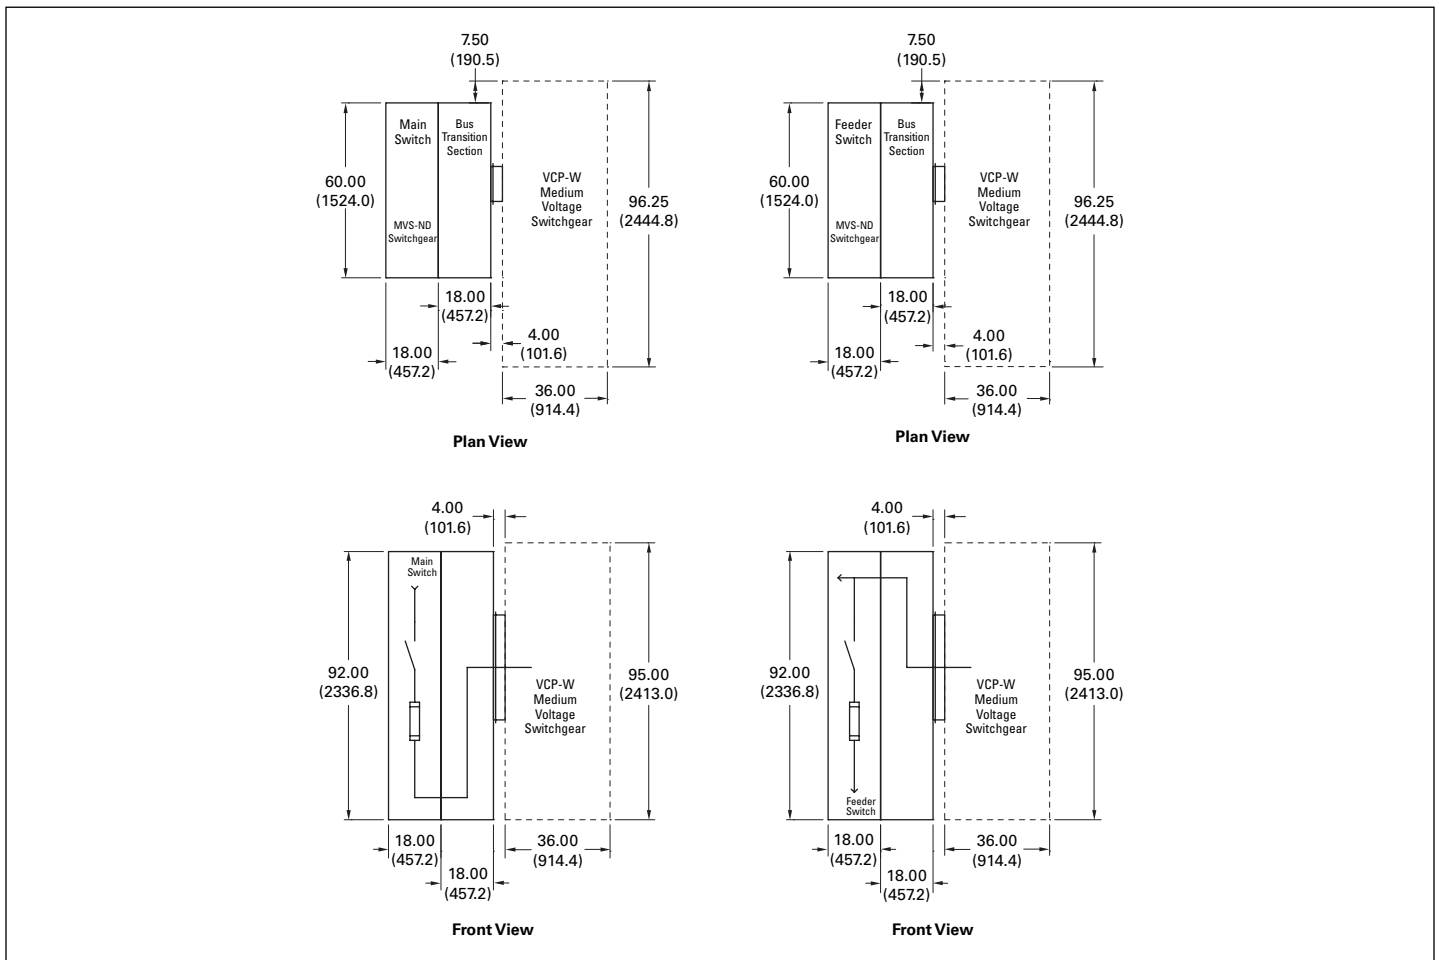 7.50
(190.5)
Main
Switch
Bus
Transition
Section
60.00
(1524.0)
VCP-W
Medium
Voltage
Switchgear
96.25
(2444.8)
MVS-ND
Switchgear
18.00
(457.2)
4.00
(101.6)
18.00
(457.2)
36.00
(914.4)
Plan View
7.50
(190.5)
Feeder
Switch
Bus
Transition
Section
60.00
(1524.0)
VCP-W
Medium
Voltage
Switchgear
96.25
(2444.8)
MVS-ND
Switchgear
18.00
(457.2)
4.00
(101.6)
18.00
(457.2)
36.00
(914.4)
Plan View
4.00
(101.6)
Main
Switch
92.00
(2336.8)
VCP-W
Medium
Voltage
Switchgear
95.00
(2413.0)
18.00
(457.2)
36.00
(914.4)
18.00
(457.2)
Front View
4.00
(101.6)
92.00
(2336.8)
VCP-W
Medium
Voltage
Switchgear
95.00
(2413.0)
Feeder
Switch
18.00
(457.2)
36.00
(914.4)
18.00
(457.2)
Front View